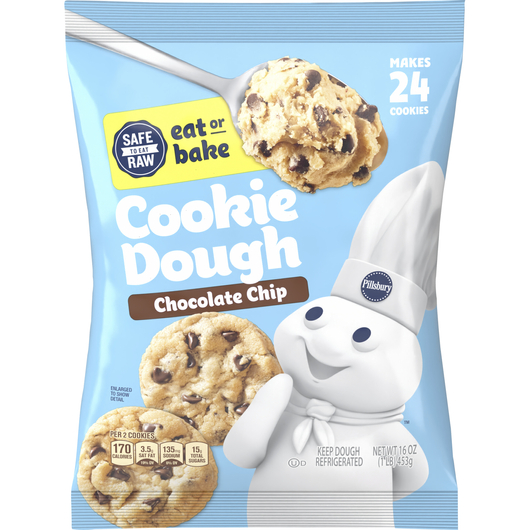 MAKES
24
COOKIES
SAFE
TO EAT
RAW
eat or
bake
Cookie
Dough
Chocolate Chip
Pillsbury
ENLARGED
TO SHOW
DETAIL
PER 2 COOKIES
170
CALORIES
3.5g
SAT FAT
135mg
SODIUM
15g
TOTAL
SUGARS
KEEP DOUGH
REFRIGERATED
NET WT 16 OZ
(1 LB) 453g